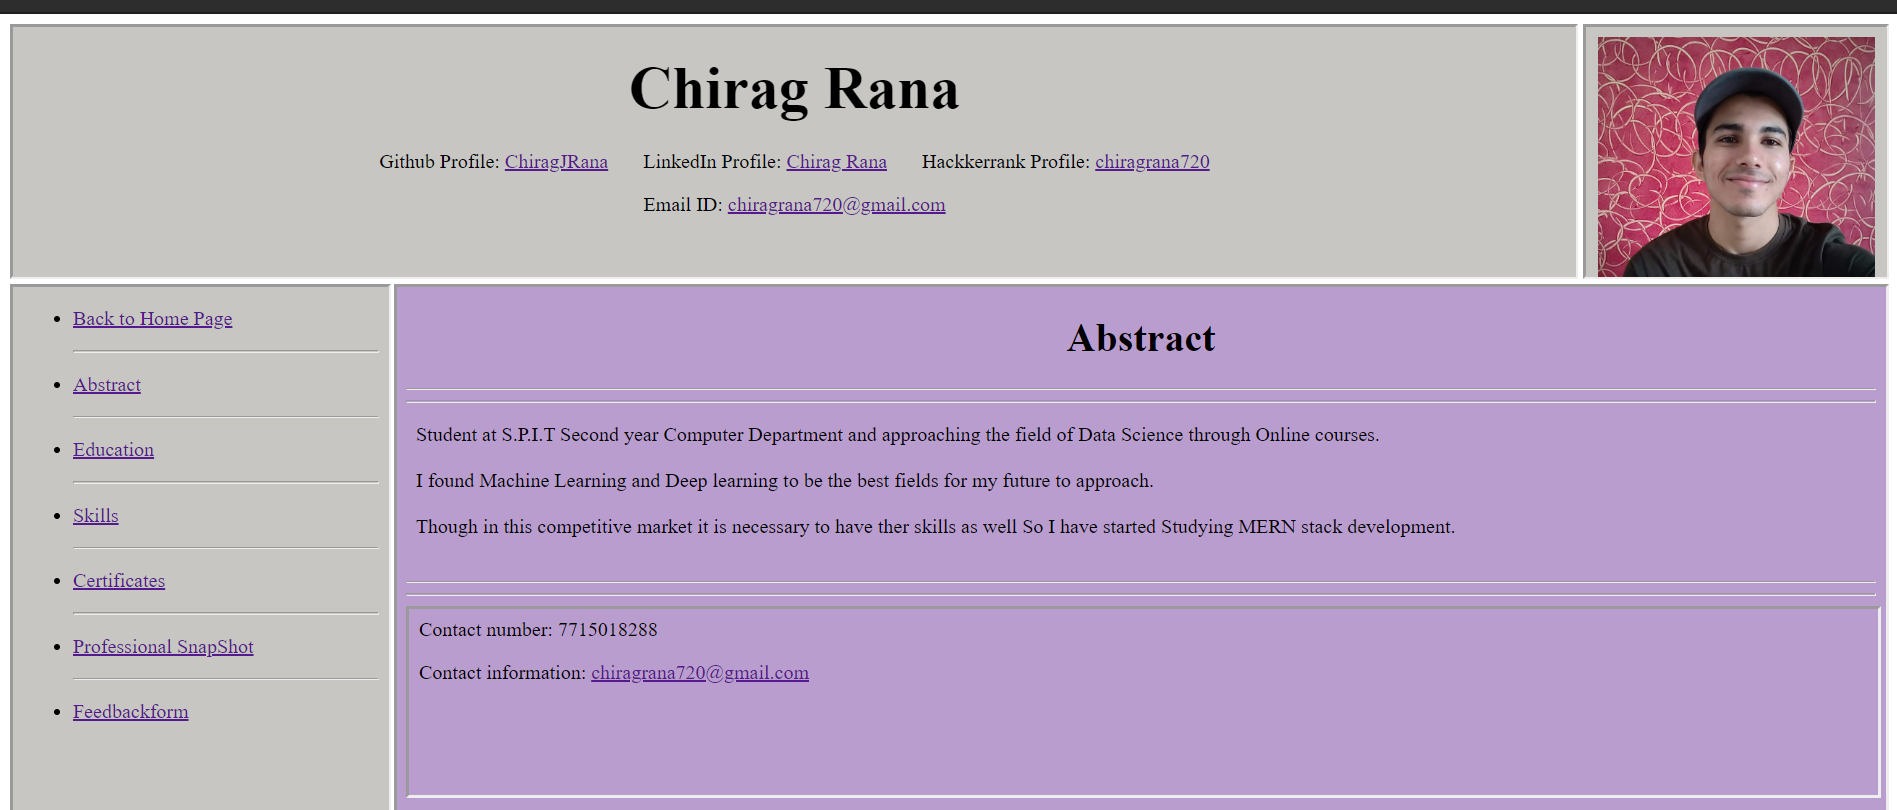 Chirag Rana
Github Profile: ChiragJRana LinkedIn Profile: Chirag Rana Hackkerrank Profile: chiragrana720
Email ID: chiragrana720@gmail.com
Back to Home Page
Abstract
Education
Skills
Certificates
Professional SnapShot
Feedbackform
Abstract
Student at S.P.I.T Second year Computer Department and approaching the field of Data Science through Online courses.
I found Machine Learning and Deep learning to be the best fields for my future to approach.
Though in this competitive market it is necessary to have ther skills as well So I have started Studying MERN stack development.
Contact number: 7715018288
Contact information: chiragrana720@gmail.com